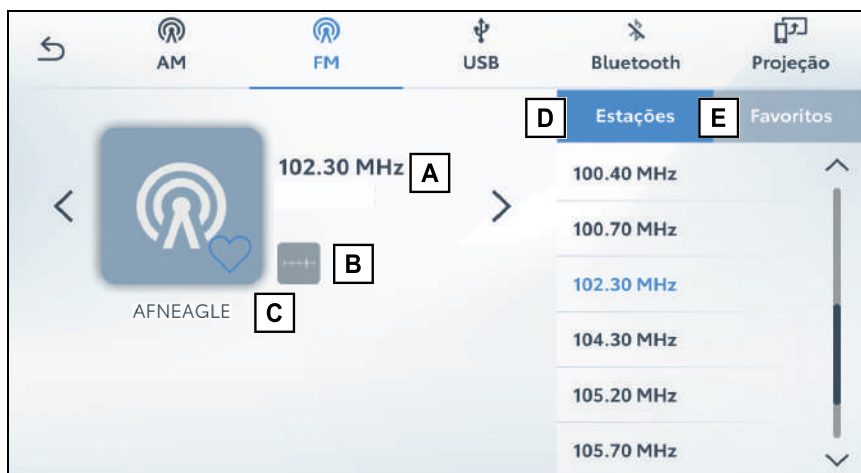 AM
FM
USB
Bluetooth
Projeção
D
Estações
E
Favoritos
102.30 MHz
A
B
AFNEAGLE
C
100.40 MHz
100.70 MHz
102.30 MHz
104.30 MHz
105.20 MHz
105.70 MHz